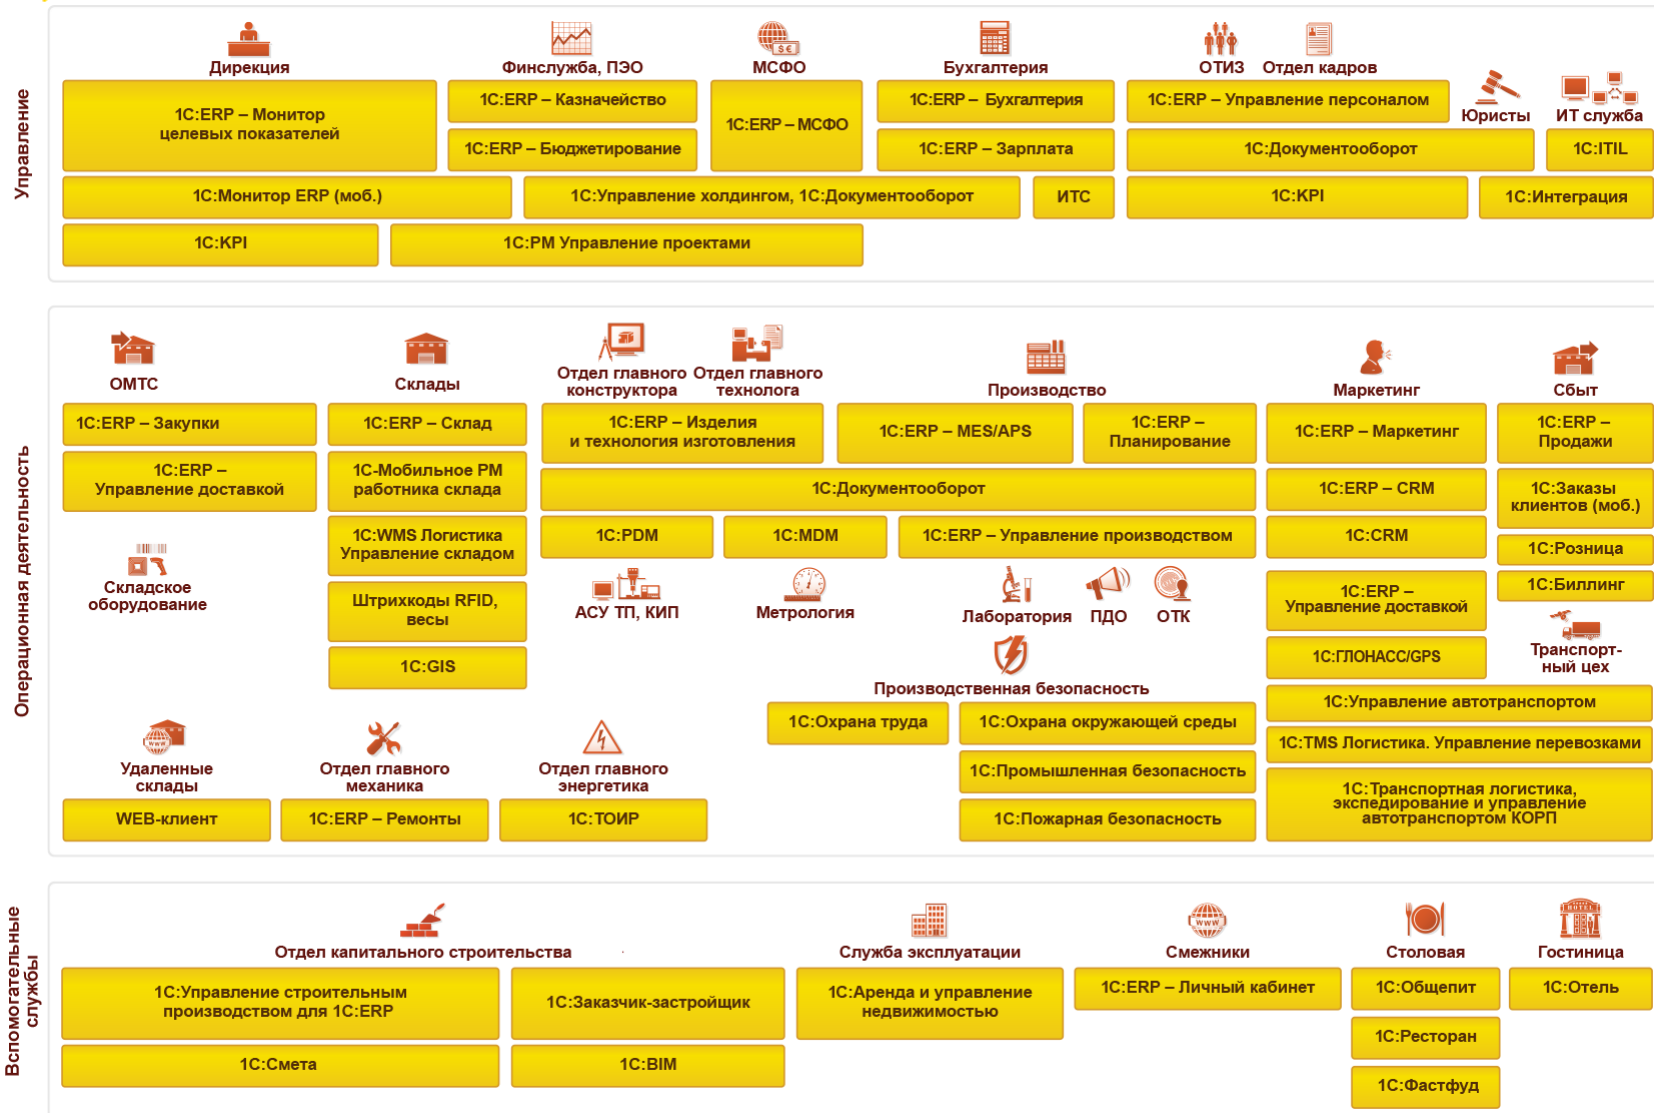 Управление
Дирекция
Финслужба, ПЭО
МСФО
Бухгалтерия
ОТИЗ
Отдел кадров
Юристы
ИТ служба
1С:ERP – Монитор
целевых показателей
1С:ERP – Казначейство
1С:ERP – Бюджетирование
1С:ERP – МСФО
1С:ERP – Бухгалтерия
1С:ERP – Зарплата
1С:ERP – Управление персоналом
1С:Документооборот
1С:ITIL
1С:Монитор ERP (моб.)
1С:Управление холдингом, 1С:Документооборот
ИТС
1С:KPI
1С:Интеграция
1С:KPI
1С:PM Управление проектами
Операционная деятельность
ОМТС
Склады
Отдел главного
конструктора
Отдел главного
технолога
Производство
Маркетинг
Сбыт
1С:ERP – Закупки
1С:ERP –
Управление доставкой
Складское
оборудование
1С:ERP – Склад
1С-Мобильное РМ
работника склада
1С:WMS Логистика
Управление складом
Штрихкоды RFID,
весы
1С:GIS
1С:ERP – Изделия
и технология изготовления
1С:ERP – MES/APS
1С:ERP –
Планирование
1С:Документооборот
1С:PDM
1С:MDM
1С:ERP – Управление производством
АСУ ТП, КИП
Метрология
Лаборатория
ПДО
ОТК
Производственная безопасность
1С:Охрана труда
1С:Охрана окружающей среды
1С:Промышленная безопасность
1С:Пожарная безопасность
1С:ERP – Маркетинг
1С:ERP – CRM
1С:CRM
1С:ERP –
Управление доставкой
1С:ГЛОНАСС/GPS
1С:ERP –
Продажи
1С:Заказы
клиентов (моб.)
1С:Розница
1С:Биллинг
Транспорт-
ный цех
1С:Управление автотранспортом
1С:TMS Логистика. Управление перевозками
1С:Транспортная логистика,
экспедирование и управление
автотранспортом КОРП
Удаленные
склады
WEB-клиент
Отдел главного
механика
1С:ERP – Ремонты
Отдел главного
энергетика
1С:ТОИР
Вспомогательные
службы
Отдел капитального строительства
Служба эксплуатации
Смежники
Столовая
Гостиница
1С:Управление строительным
производством для 1С:ERP
1С:Заказчик-застройщик
1С:Смета
1С:BIM
1С:Аренда и управление
недвижимостью
1С:ERP – Личный кабинет
1С:Общепит
1С:Ресторан
1С:Фастфуд
1С:Отель
WWW
WWW
HOTEL
$ €